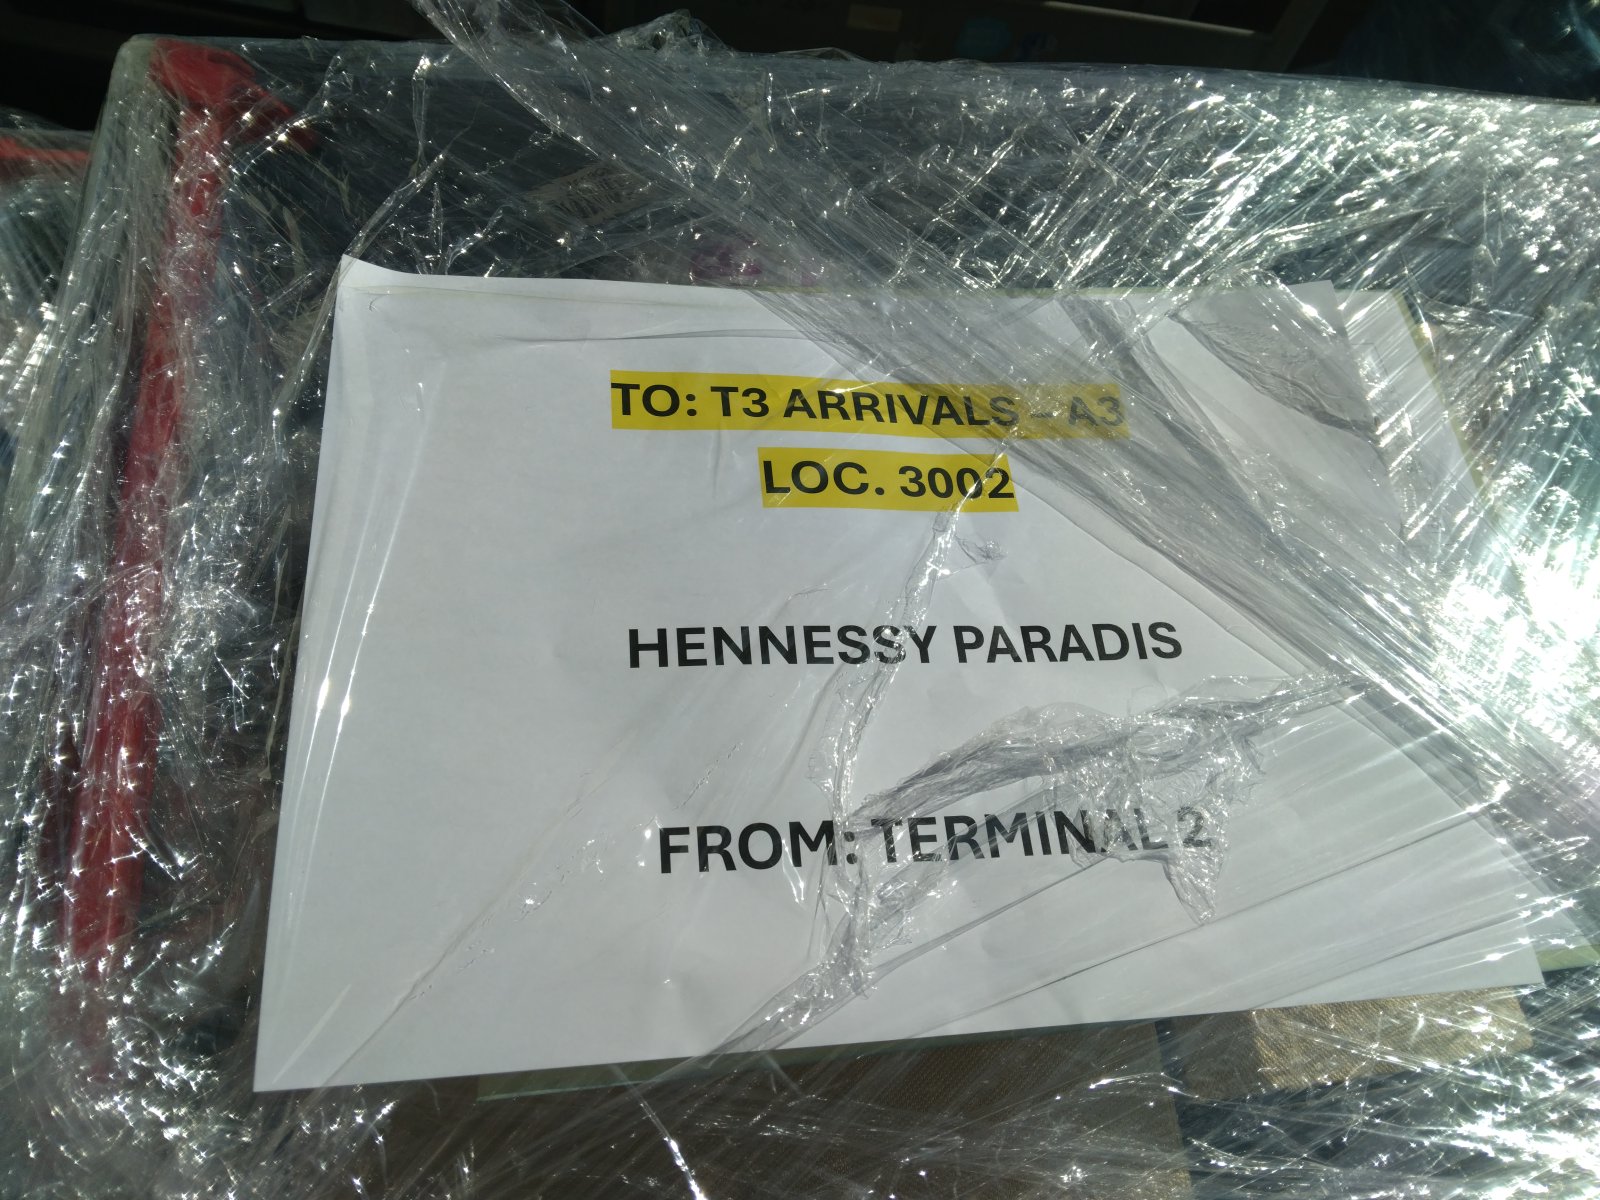 TO: T3 ARRIVALS – A3
LOC. 3002
HENNESSY PARADIS
FROM: TERMINAL 2